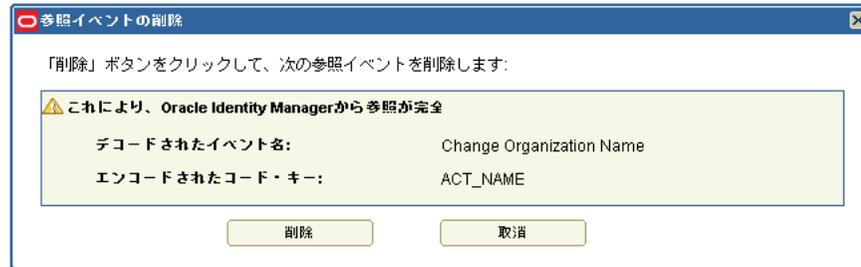 参照イベントの削除
「削除」ボタンをクリックして、次の参照イベントを削除します:
これにより、Oracle Identity Managerから参照が完全
デコードされたイベント名: Change Organization Name
エンコードされたコード・キー: ACT_NAME
削除 取消